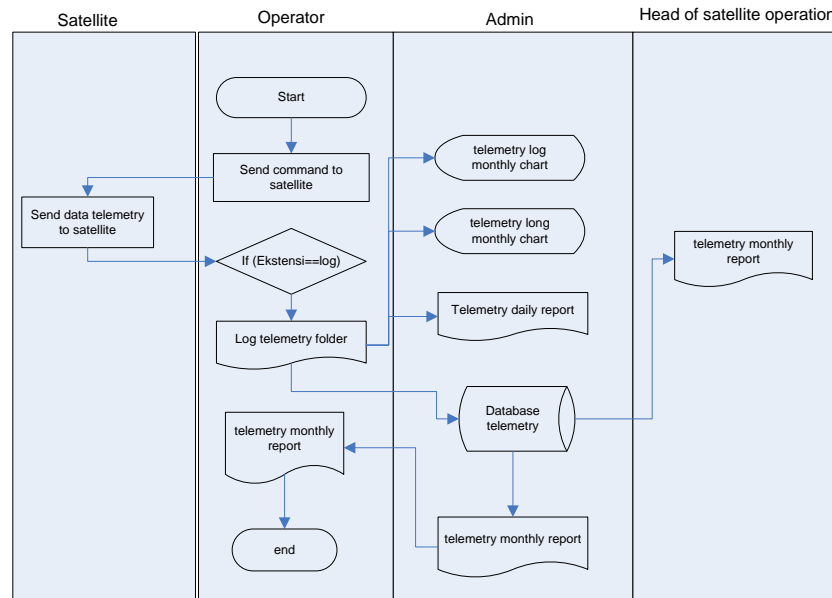 Satellite
Operator
Admin
Head of satellite operation
Start
Send command to
satellite
Send data telemetry
to satellite
If (Ekstensi==log)
Log telemetry folder
telemetry log
monthly chart
telemetry long
monthly chart
Telemetry daily report
Database
telemetry
telemetry monthly
report
telemetry monthly report
telemetry monthly
report
end